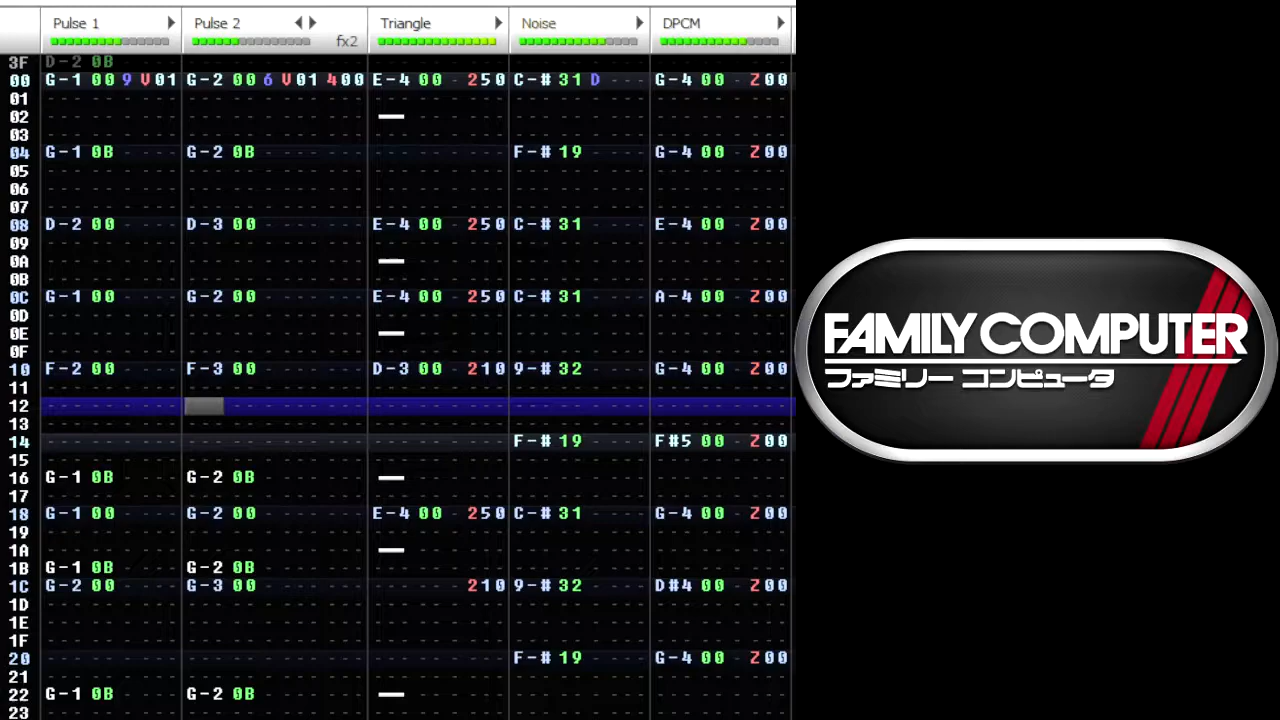 Pulse 1 Pulse 2 fx2 Triangle Noise DPCM
3F D-2 0B
00 G-1 00 9 V01 G-2 00 6 V01 400 E-4 00 - 250 C-# 31 D G-4 00 - Z00
01
02
03
04 G-1 0B G-2 0B F-# 19 G-4 00 - Z00
05
06
07
08 D-2 00 D-3 00 E-4 00 - 250 C-# 31 E-4 00 - Z00
09
0A
0B
0C G-1 00 G-2 00 E-4 00 - 250 C-# 31 A-4 00 - Z00
0D
0E
0F
10 F-2 00 F-3 00 D-3 00 - 210 9-# 32 G-4 00 - Z00
11
12
13
14 F-# 19 F#5 00 - Z00
15
16 G-1 0B G-2 0B
17
18 G-1 00 G-2 00 E-4 00 - 250 C-# 31 G-4 00 - Z00
19
1A
1B G-1 0B G-2 0B
1C G-2 00 G-3 00 210 9-# 32 D#4 00 - Z00
1D
1E
1F
20 F-# 19 G-4 00 - Z00
21
22 G-1 0B G-2 0B
23
FAMILY COMPUTER
ファミリー コンピュータ